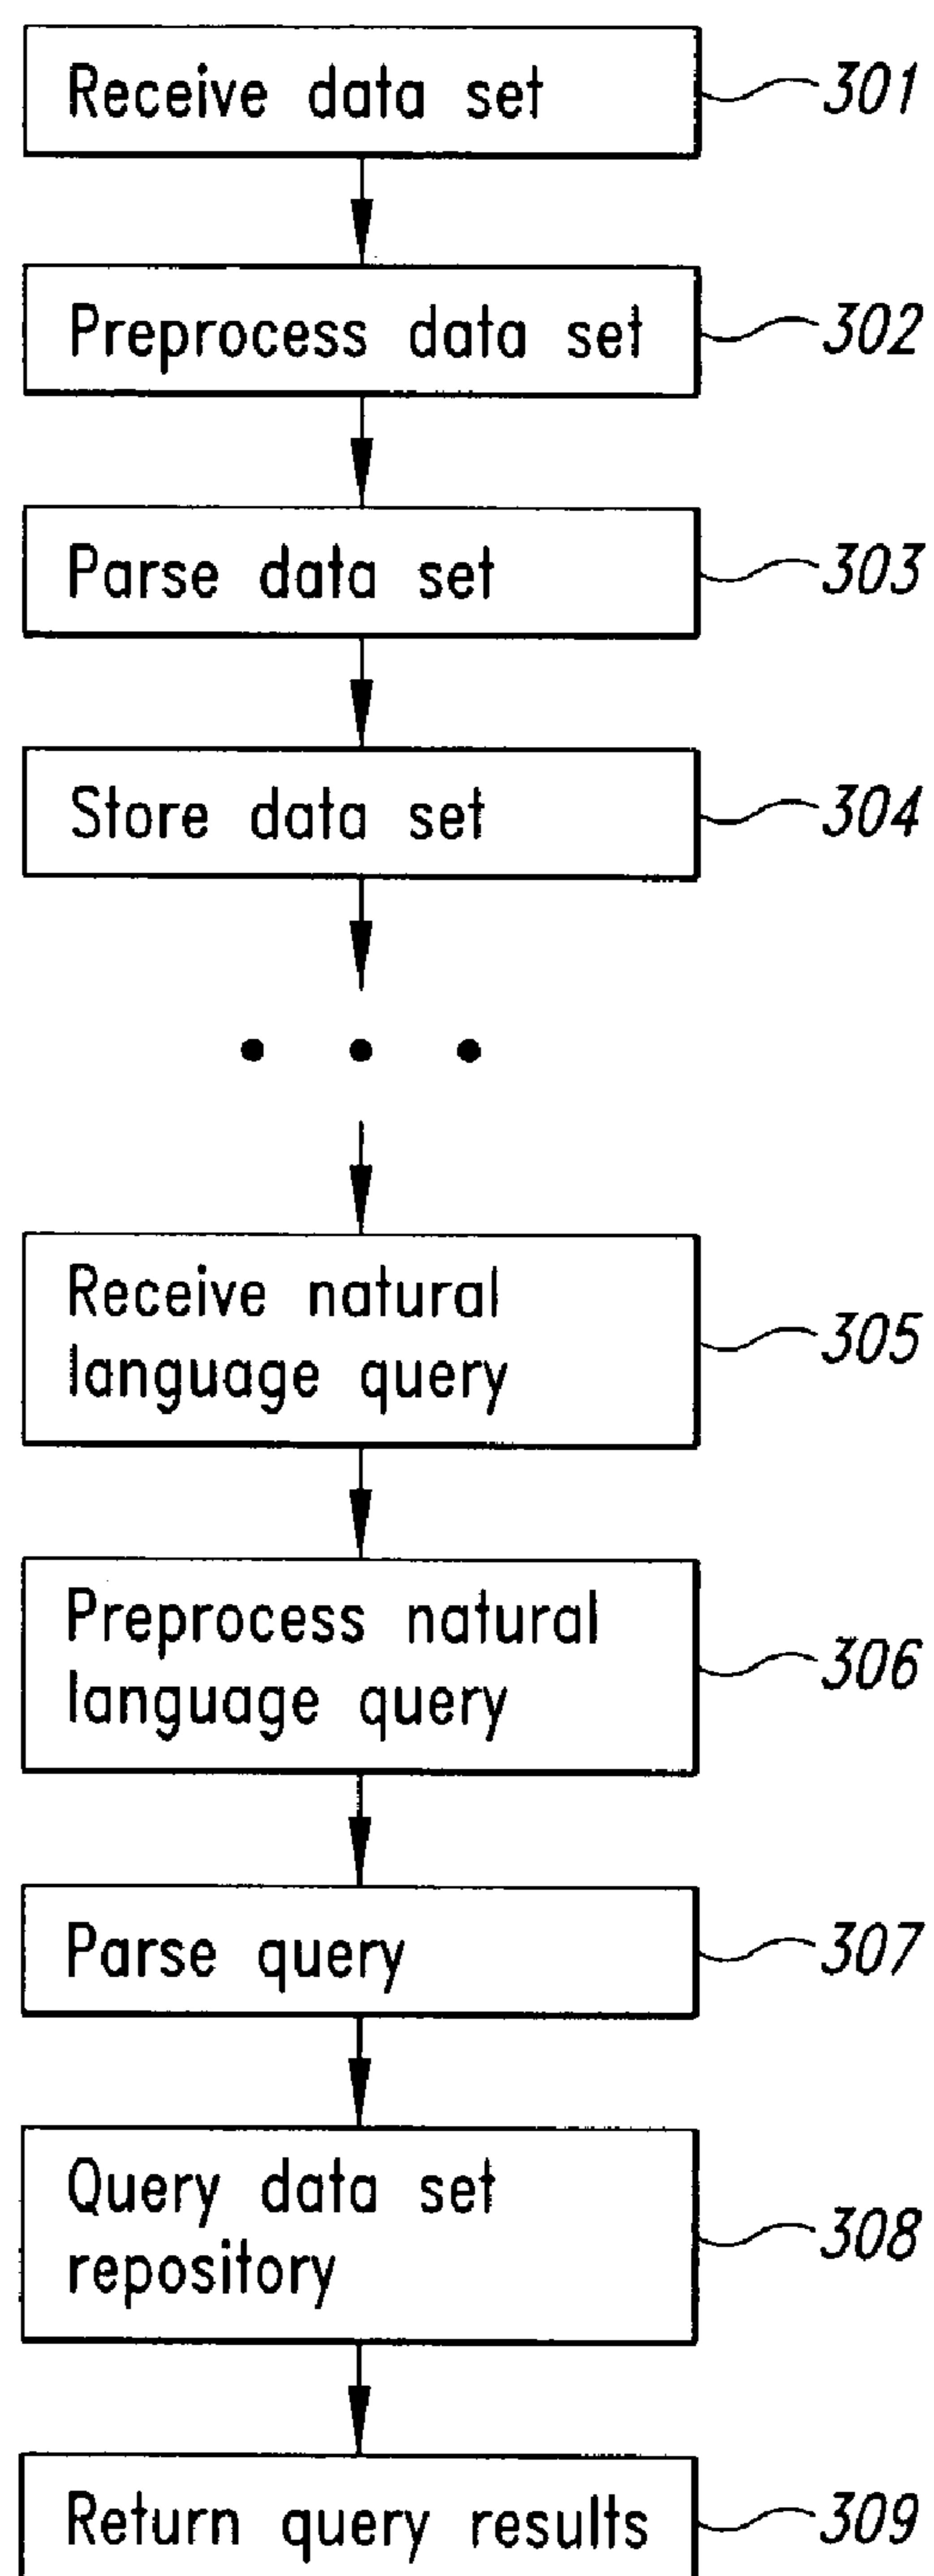 Receive data set 301
Preprocess data set 302
Parse data set 303
Store data set 304
Receive natural
language query 305
Preprocess natural
language query 306
Parse query 307
Query data set
repository 308
Return query results 309